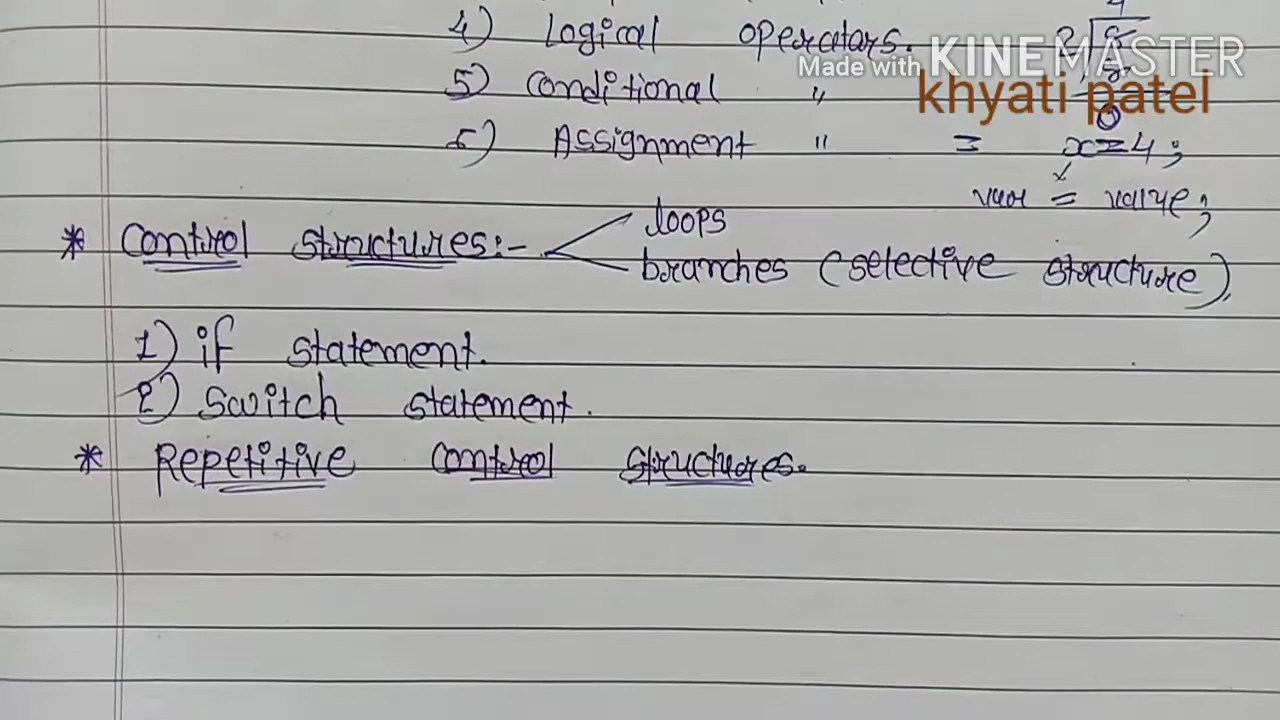 4) Logical operators.
Made with KINEMASTER
khyati patel
5) Conditional "
6) Assignment " = x=4;
var = value;
* Control structures:- loops
branches (selective structure),
1) if statement.
2) Switch statement.
* Repetitive control structures.